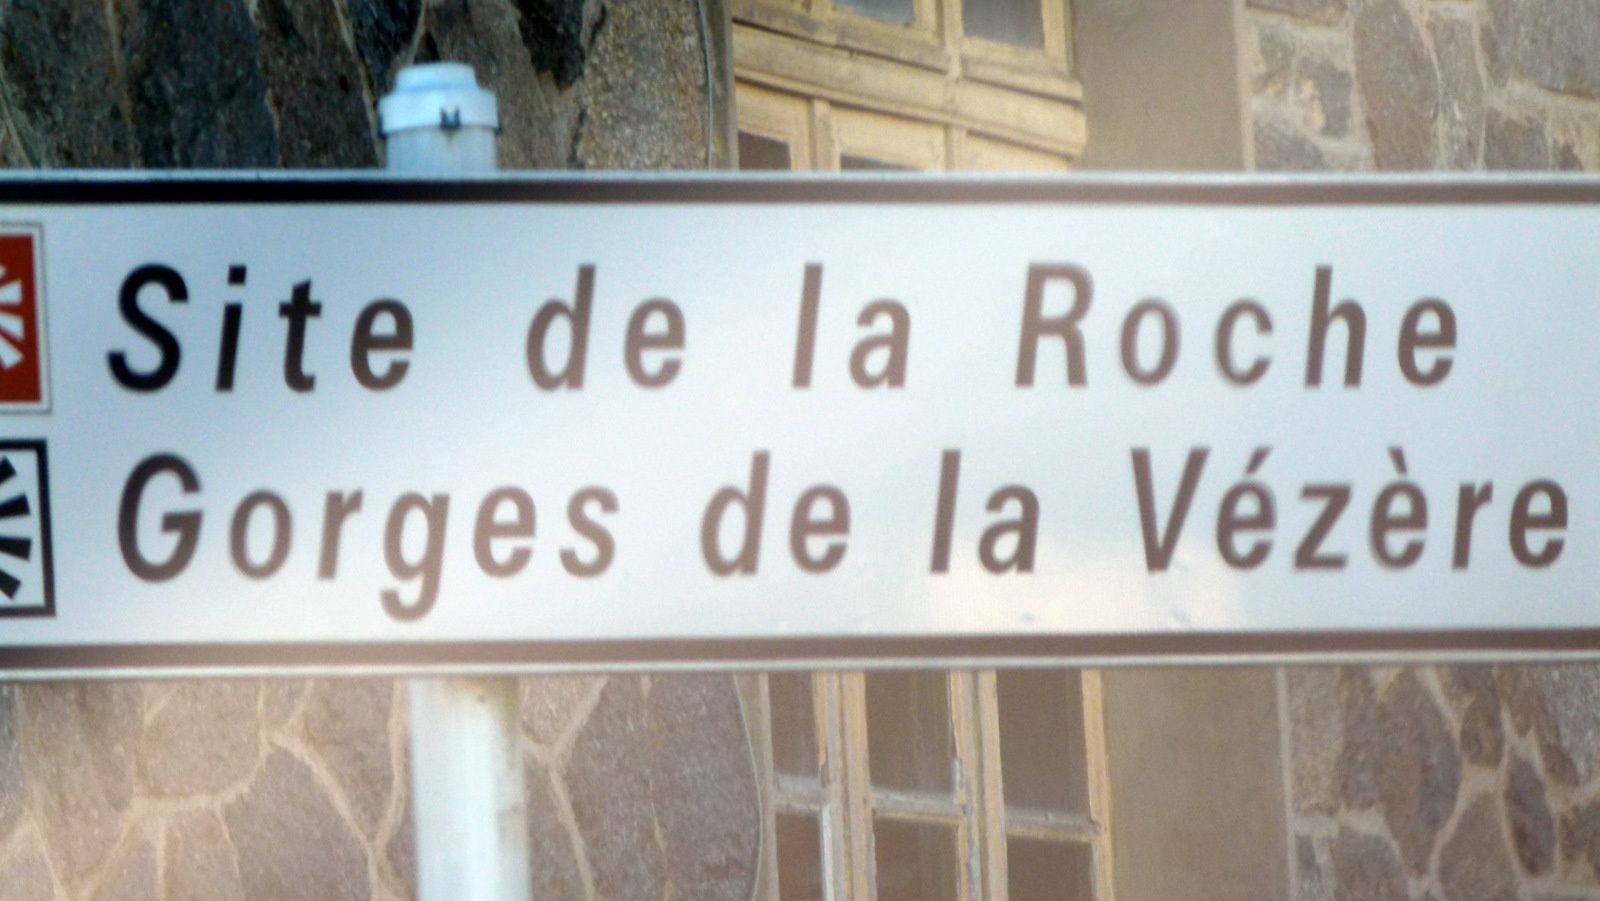 Site de la Roche
Gorges de la Vézère